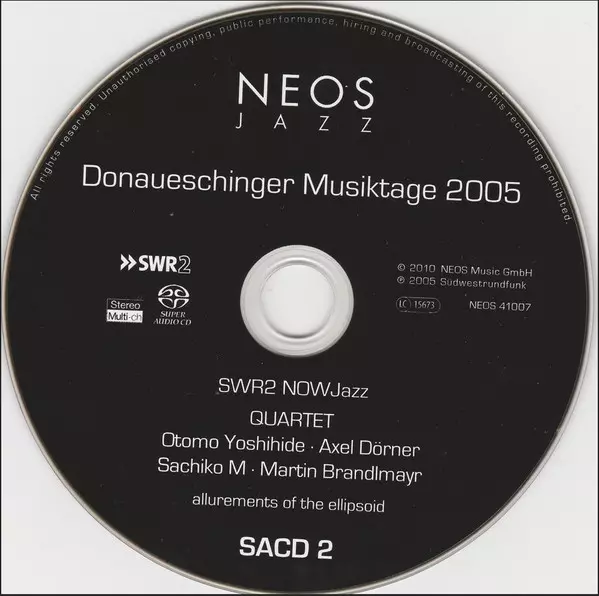 All rights reserved. Unauthorised copying, public performance, hiring and broadcasting of this recording prohibited.
NEOS
JAZZ
Donaueschinger Musiktage 2005
SWR2
Stereo
Multi-ch
SUPER
AUDIO CD
© 2010 NEOS Music GmbH
℗ 2005 Südwestrundfunk
LC 15673
NEOS 41007
SWR2 NOWJazz
QUARTET
Otomo Yoshihide · Axel Dörner
Sachiko M · Martin Brandlmayr
allurements of the ellipsoid
SACD 2